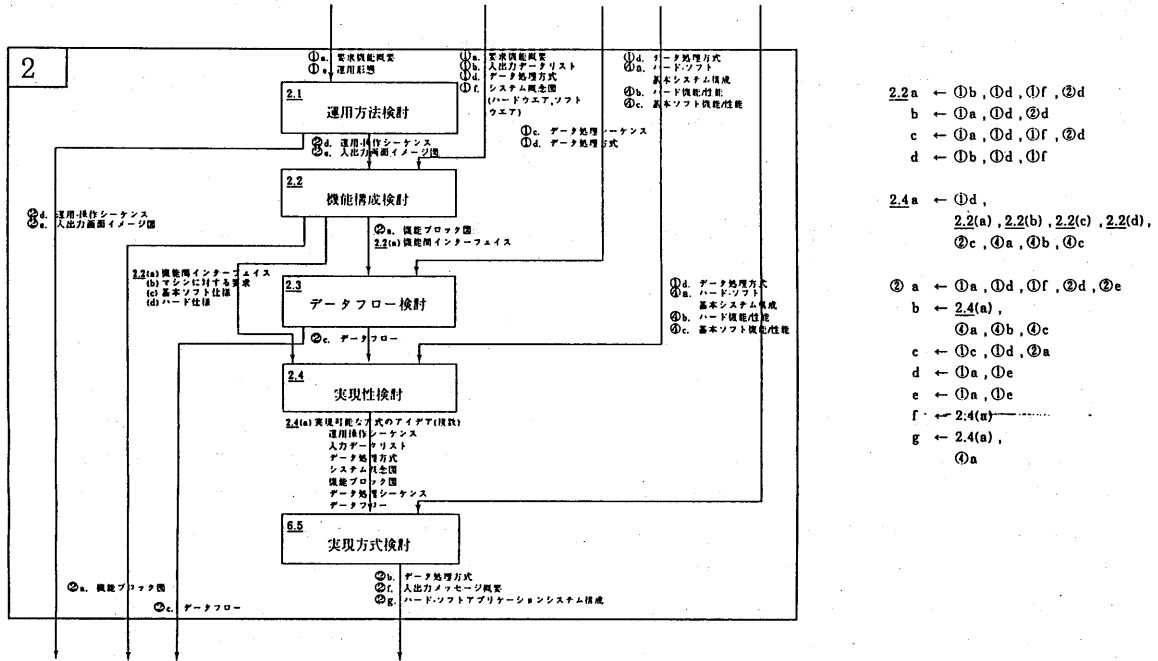 2
①a. 要求機能概要
①e. 運用形態
①a. 要求機能概要
①b. 入出力データリスト
①d. データ処理方式
①f. システム概念図
(ハードウエア,ソフト
ウエア)
①d. データ処理方式
④a. ハード・ソフト
基本システム構成
④b. ハード機能/性能
④c. 基本ソフト機能/性能
2.1
運用方法検討
①c. データ処理シーケンス
①d. データ処理方式
②d. 運用・操作シーケンス
②e. 入出力画面イメージ図
2.2
機能構成検討
②d. 運用・操作シーケンス
②e. 入出力画面イメージ図
②a. 機能ブロック図
2.2(a) 機能間インターフェイス
2.2(a) 機能間インターフェイス
(b) マシンに対する要求
(c) 基本ソフト仕様
(d) ハード仕様
2.3
データフロー検討
①d. データ処理方式
④a. ハード・ソフト
基本システム構成
④b. ハード機能/性能
④c. 基本ソフト機能/性能
②c. データフロー
2.4
実現性検討
2.4(a) 実現可能な方式のアイデア(複数)
運用操作シーケンス
入力データリスト
データ処理方式
システム概念図
機能ブロック図
データ処理シーケンス
データフロー
6.5
実現方式検討
②b. データ処理方式
②f. 入出力メッセージ概要
②g. ハード・ソフトアプリケーションシステム構成
②a. 機能ブロック図
②c. データフロー
2.2 a ← ①b , ①d , ①f , ②d
b ← ①a , ①d , ②d
c ← ①a , ①d , ①f , ②d
d ← ①b , ①d , ①f
2.4 a ← ①d ,
2.2(a) , 2.2(b) , 2.2(c) , 2.2(d) ,
②c , ④a , ④b , ④c
② a ← ①a , ①d , ①f , ②d , ②e
b ← 2.4(a) ,
④a , ④b , ④c
c ← ①c , ①d , ②a
d ← ①a , ①e
e ← ①a , ①e
f ← 2.4(a)
g ← 2.4(a) ,
④a